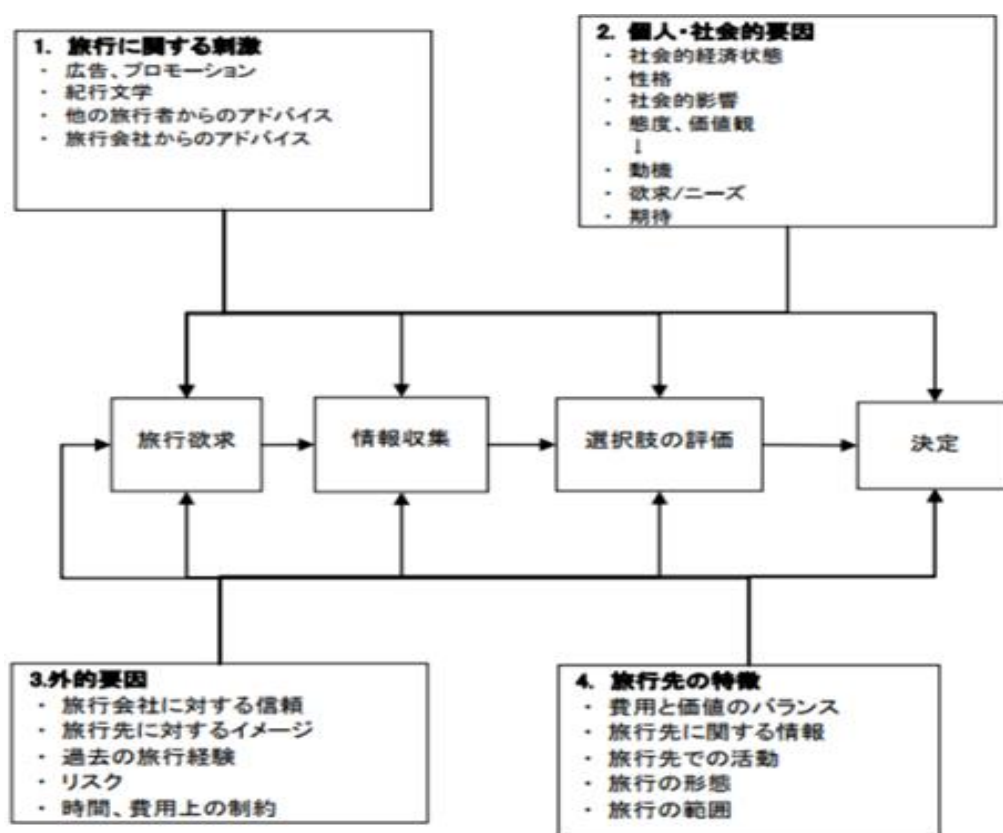 1. 旅行に関する刺激
・ 広告、プロモーション
・ 紀行文学
・ 他の旅行者からのアドバイス
・ 旅行会社からのアドバイス
2. 個人・社会的要因
・ 社会的経済状態
・ 性格
・ 社会的影響
・ 態度、価値観
↓
・ 動機
・ 欲求/ニーズ
・ 期待
旅行欲求
情報収集
選択肢の評価
決定
3.外的要因
・ 旅行会社に対する信頼
・ 旅行先に対するイメージ
・ 過去の旅行経験
・ リスク
・ 時間、費用上の制約
4. 旅行先の特徴
・ 費用と価値のバランス
・ 旅行先に関する情報
・ 旅行先での活動
・ 旅行の形態
・ 旅行の範囲